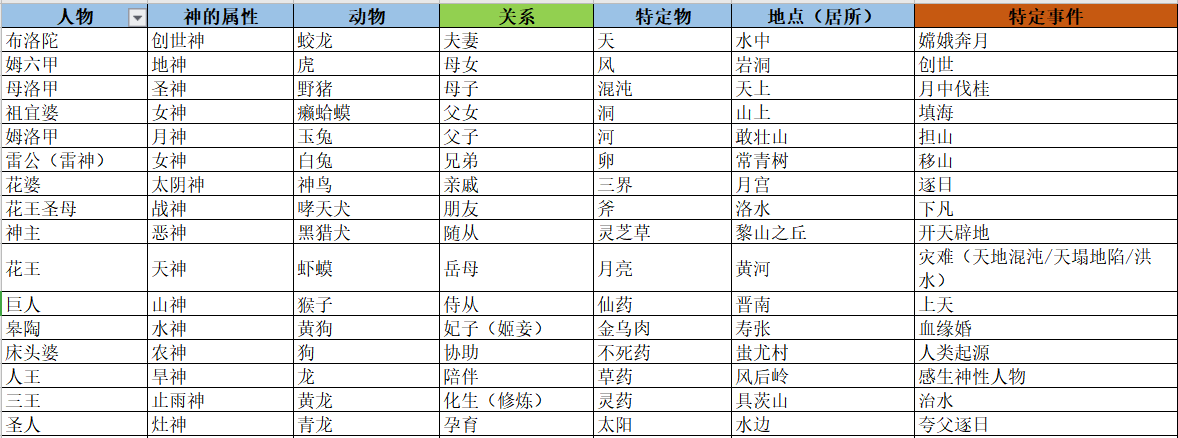 人物 神的属性 动物 关系 特定物 地点（居所） 特定事件
布洛陀 创世神 蛟龙 夫妻 天 水中 嫦娥奔月
姆六甲 地神 虎 母女 风 岩洞 创世
母洛甲 圣神 野猪 母子 混沌 天上 月中伐桂
祖宜婆 女神 癞蛤蟆 父女 洞 山上 填海
姆洛甲 月神 玉兔 父子 河 敢壮山 担山
雷公（雷神） 女神 白兔 兄弟 卵 常青树 移山
花婆 太阴神 神鸟 亲戚 三界 月宫 逐日
花王圣母 战神 哮天犬 朋友 斧 洛水 下凡
神主 恶神 黑猎犬 随从 灵芝草 黎山之丘 开天辟地
花王 天神 虾蟆 岳母 月亮 黄河 灾难（天地混沌/天塌地陷/洪
水）
巨人 山神 猴子 侍从 仙药 晋南 上天
皋陶 水神 黄狗 妃子（姬妾） 金乌肉 寿张 血缘婚
床头婆 农神 狗 协助 不死药 蚩尤村 人类起源
人王 旱神 龙 陪伴 草药 风后岭 感生神性人物
三王 止雨神 黄龙 化生（修炼） 灵药 具茨山 治水
圣人 灶神 青龙 孕育 太阳 水边 夸父逐日